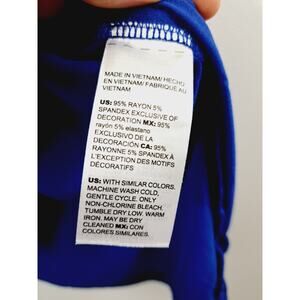 MADE IN VIETNAM/ HECHO
EN VIETNAM/ FABRIQUÉ AU
VIETNAM
US: 95% RAYON 5%
SPANDEX EXCLUSIVE OF
DECORATION MX: 95%
rayón 5% elastano
EXCLUSIVO DE LA
DECORACIÓN CA: 95%
RAYONNE 5% SPANDEX À
L'EXCEPTION DES MOTIFS
DÉCORATIFS
US: WITH SIMILAR COLORS.
MACHINE WASH COLD,
GENTLE CYCLE. ONLY
NON-CHLORINE BLEACH.
TUMBLE DRY LOW. WARM
IRON. MAY BE DRY
CLEANED MX: CON
COLORES SIMILARES.